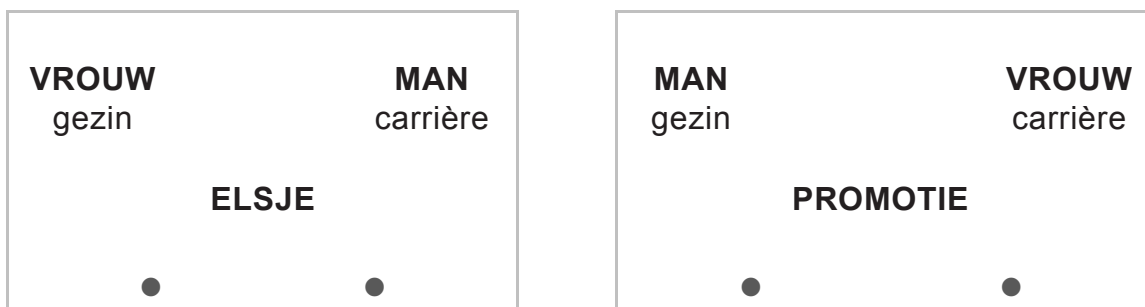 VROUW MAN
gezin carrière
ELSJE
MAN VROUW
gezin carrière
PROMOTIE